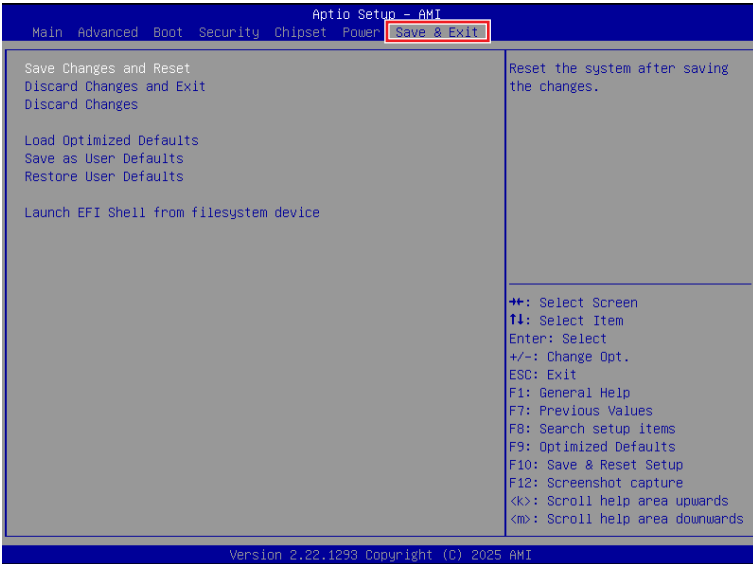 Aptio Setup – AMI
Main Advanced Boot Security Chipset Power Save & Exit
Save Changes and Reset
Discard Changes and Exit
Discard Changes
Load Optimized Defaults
Save as User Defaults
Restore User Defaults
Launch EFI Shell from filesystem device
Reset the system after saving
the changes.
→←: Select Screen
↑↓: Select Item
Enter: Select
+/-: Change Opt.
ESC: Exit
F1: General Help
F7: Previous Values
F8: Search setup items
F9: Optimized Defaults
F10: Save & Reset Setup
F12: Screenshot capture
<k>: Scroll help area upwards
<m>: Scroll help area downwards
Version 2.22.1293 Copyright (C) 2025 AMI